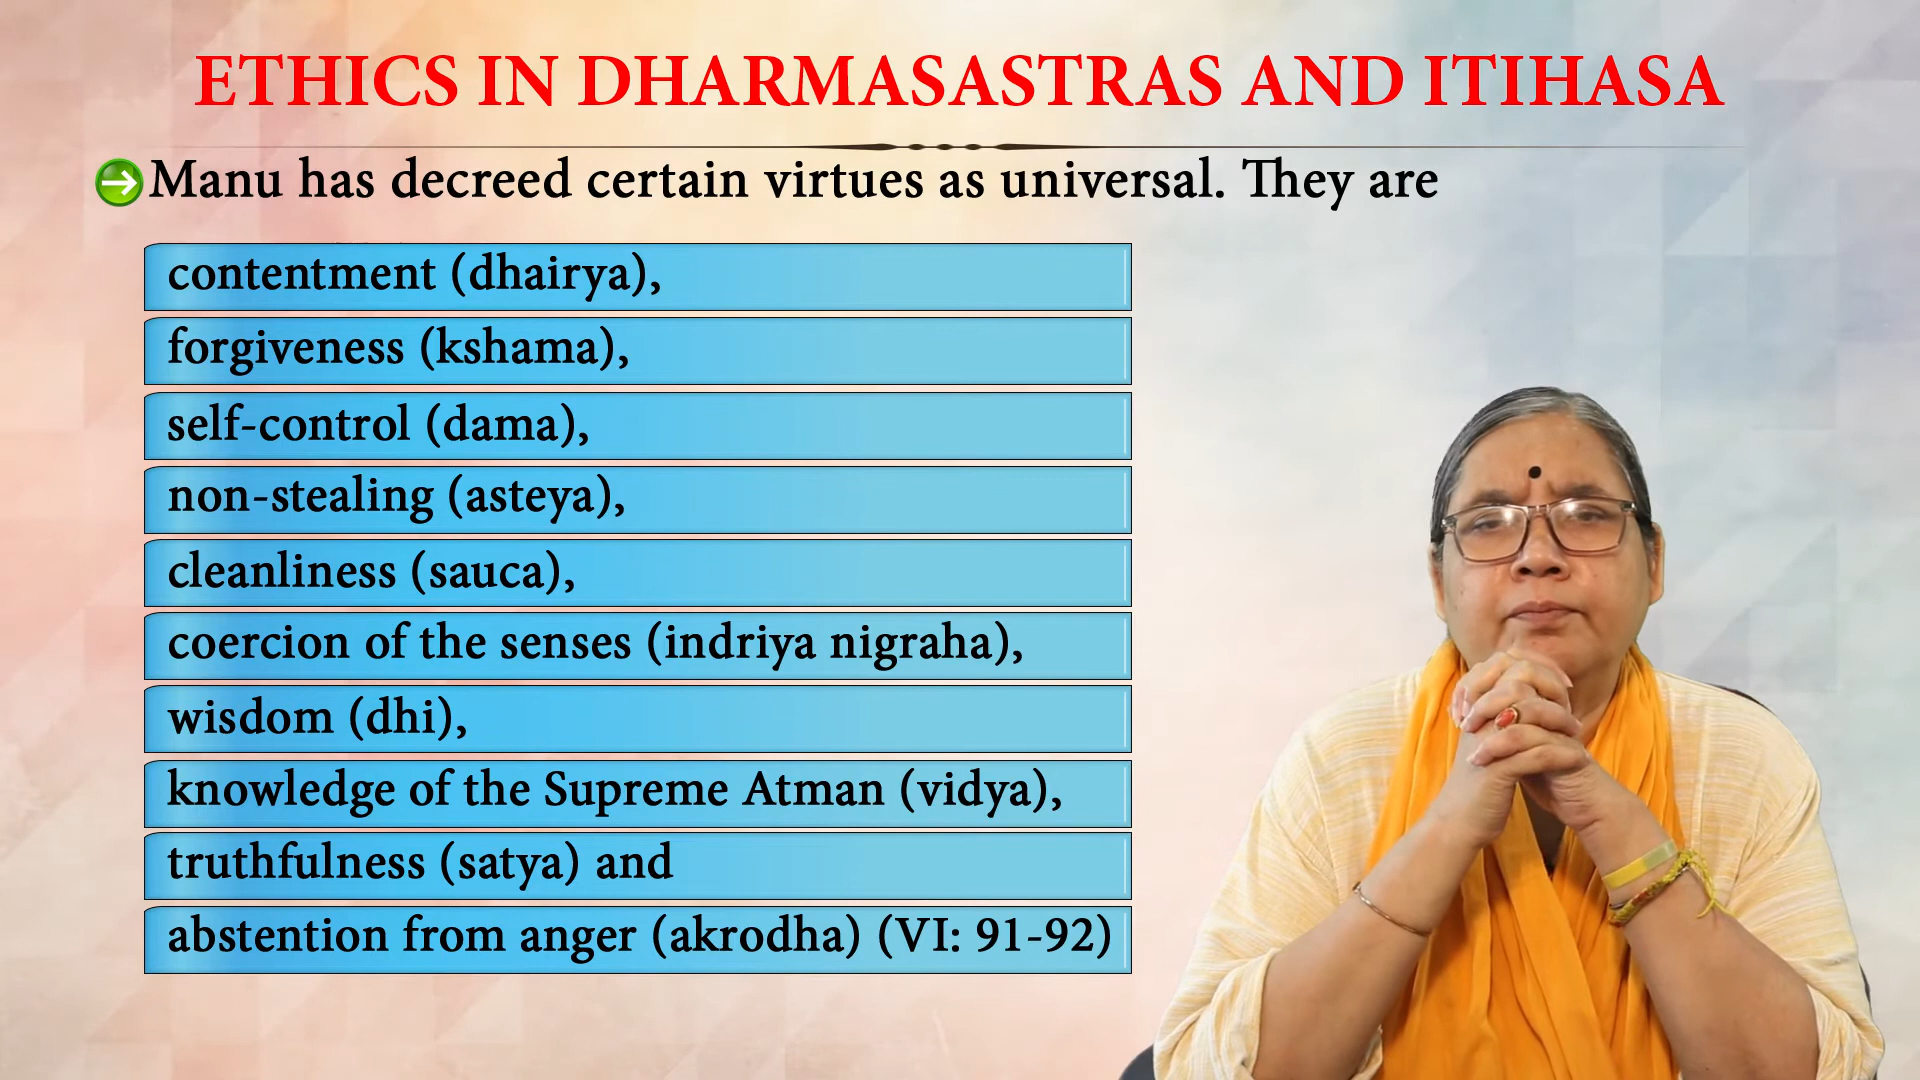 ETHICS IN DHARMASASTRAS AND ITIHASA
Manu has decreed certain virtues as universal. They are
contentment (dhairya),
forgiveness (kshama),
self-control (dama),
non-stealing (asteya),
cleanliness (sauca),
coercion of the senses (indriya nigraha),
wisdom (dhi),
knowledge of the Supreme Atman (vidya),
truthfulness (satya) and
abstention from anger (akrodha) (VI: 91-92)